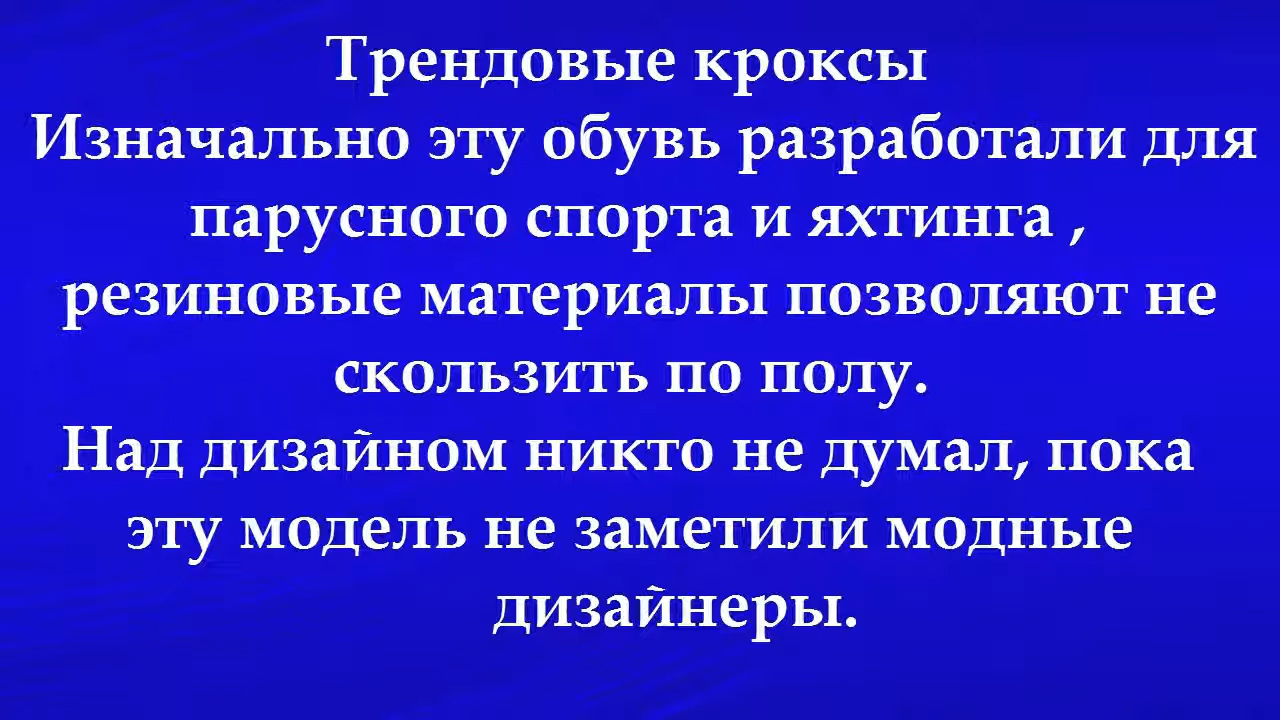 Трендовые кроксы
Изначально эту обувь разработали для
парусного спорта и яхтинга ,
резиновые материалы позволяют не
скользить по полу.
Над дизайном никто не думал, пока
эту модель не заметили модные
дизайнеры.